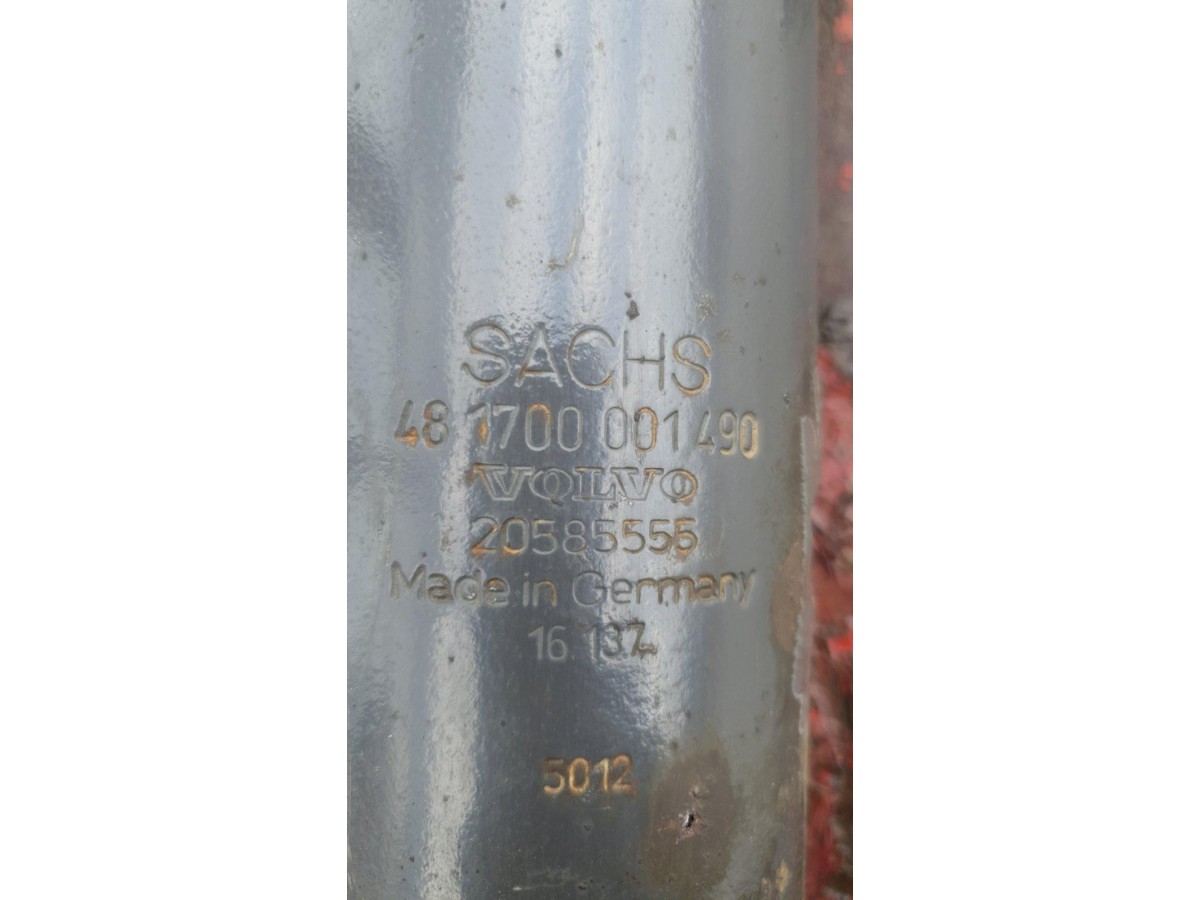 SACHS
48 1700 001 490
VOLVO
20585555
Made in Germany
16 137
5012